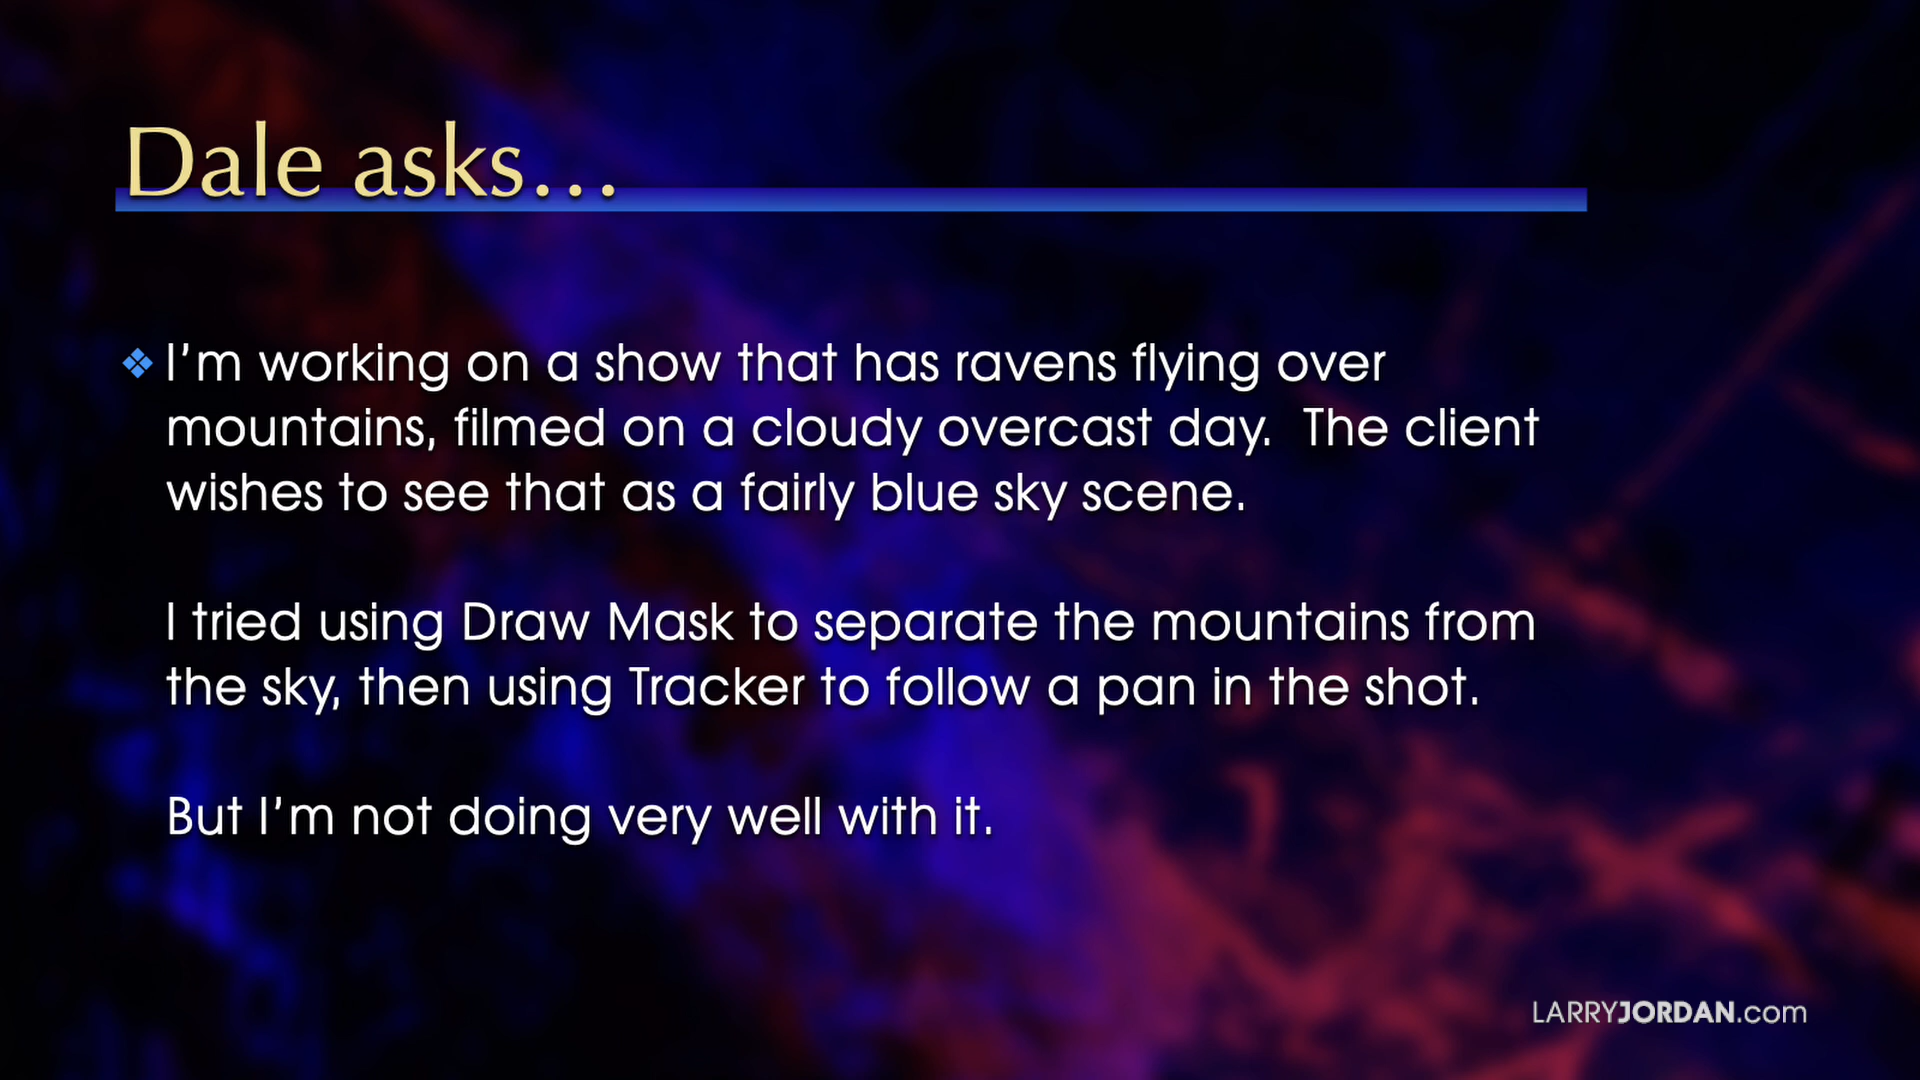 Dale asks…
❖ I’m working on a show that has ravens flying over
mountains, filmed on a cloudy overcast day.  The client
wishes to see that as a fairly blue sky scene.
I tried using Draw Mask to separate the mountains from
the sky, then using Tracker to follow a pan in the shot.
But I’m not doing very well with it.
LARRYJORDAN.com